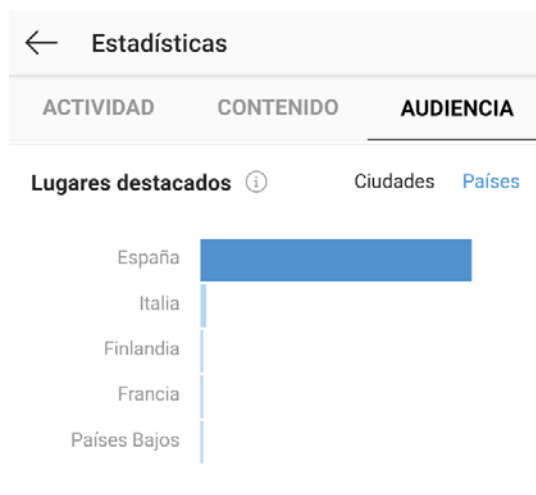 Estadísticas
ACTIVIDAD CONTENIDO AUDIENCIA
Lugares destacados Ciudades Países
España
Italia
Finlandia
Francia
Países Bajos